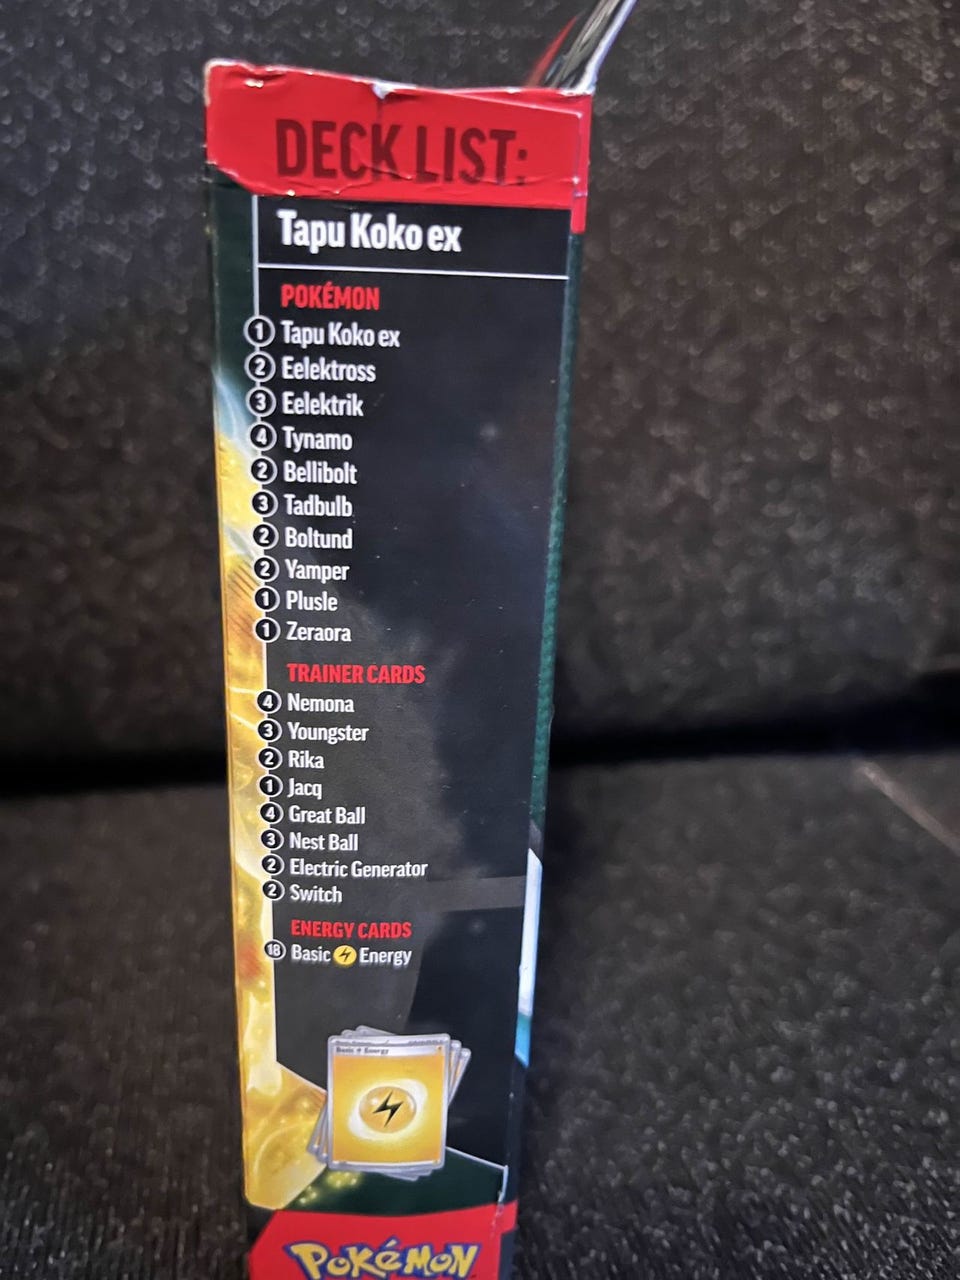 DECK LIST:
Tapu Koko ex
POKÉMON
1 Tapu Koko ex
2 Eelektross
3 Eelektrik
4 Tynamo
2 Bellibolt
3 Tadbulb
2 Boltund
2 Yamper
1 Plusle
1 Zeraora
TRAINER CARDS
4 Nemona
3 Youngster
2 Rika
1 Jacq
4 Great Ball
3 Nest Ball
2 Electric Generator
2 Switch
ENERGY CARDS
18 Basic Energy
Basic Energy
POKéMON